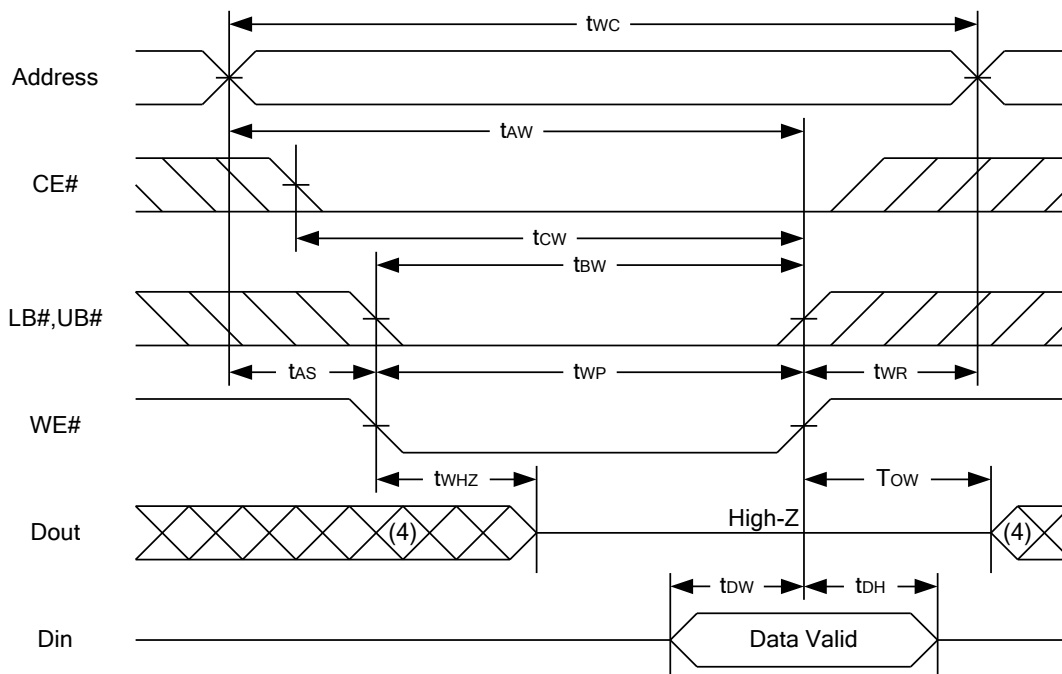 tWC
Address
tAW
CE#
tCW
tBW
LB#,UB#
tAS
tWP
tWR
WE#
tWHZ
TOW
High-Z
Dout
(4)
(4)
tDW
tDH
Din
Data Valid